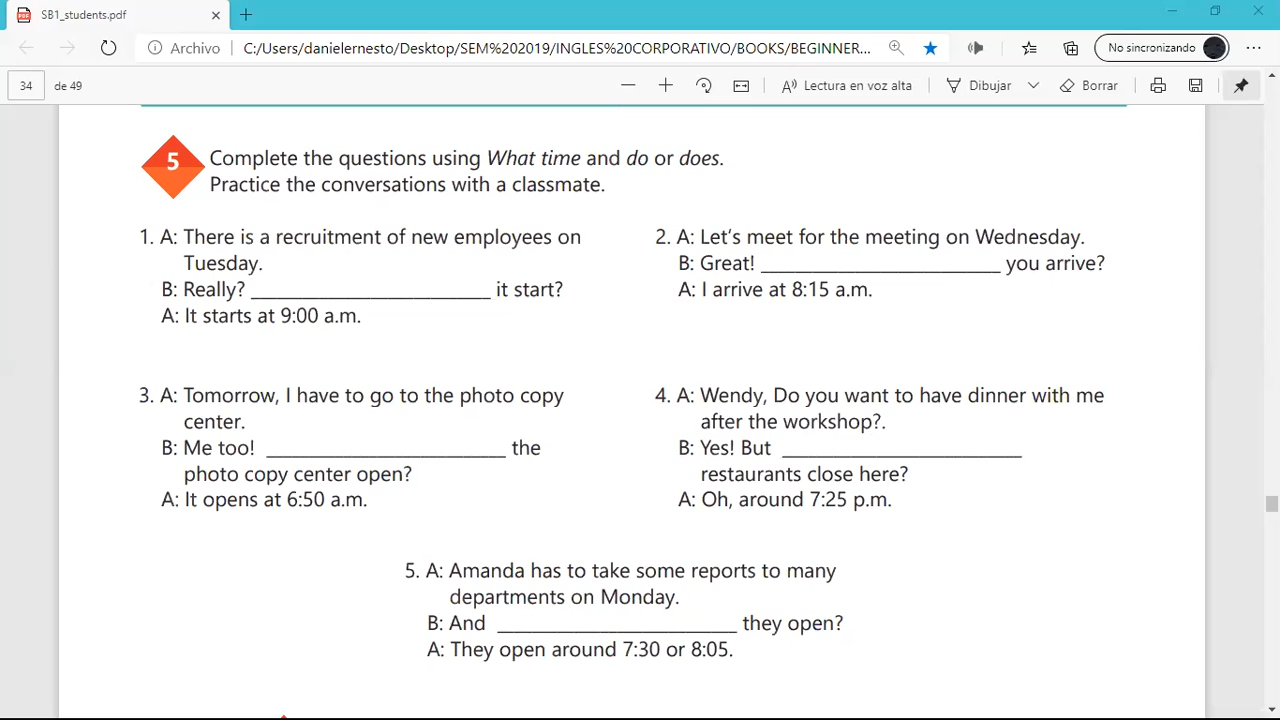 SB1_students.pdf
Archivo C:/Users/danielernesto/Desktop/SEM%202019/INGLES%20CORPORATIVO/BOOKS/BEGINNER... No sincronizando
34 de 49 Lectura en voz alta Dibujar Borrar
5 Complete the questions using What time and do or does.
Practice the conversations with a classmate.
1. A: There is a recruitment of new employees on
Tuesday.
B: Really? ________________________ it start?
A: It starts at 9:00 a.m.
2. A: Let's meet for the meeting on Wednesday.
B: Great! ________________________ you arrive?
A: I arrive at 8:15 a.m.
3. A: Tomorrow, I have to go to the photo copy
center.
B: Me too! ________________________ the
photo copy center open?
A: It opens at 6:50 a.m.
4. A: Wendy, Do you want to have dinner with me
after the workshop?.
B: Yes! But ________________________
restaurants close here?
A: Oh, around 7:25 p.m.
5. A: Amanda has to take some reports to many
departments on Monday.
B: And ________________________ they open?
A: They open around 7:30 or 8:05.